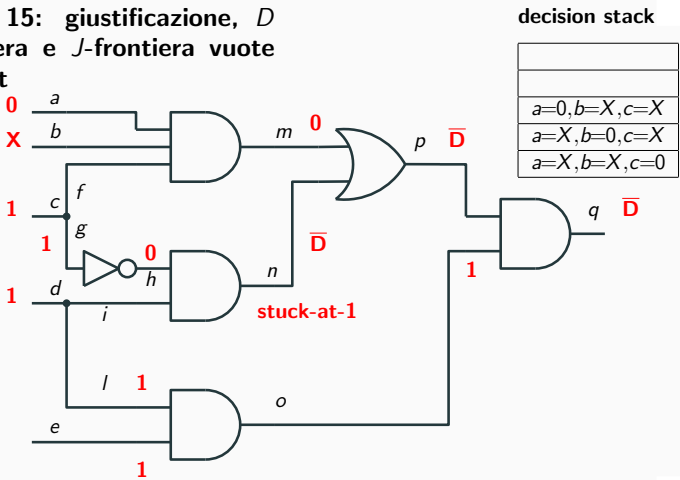 15: giustificazione, D
era e J-frontiera vuote
t
decision stack
a=0,b=X,c=X
a=X,b=0,c=X
a=X,b=X,c=0
0 a
X b
m 0
p D̅
f
1 c
g
1
0
h
n
D̅
q D̅
1
1 d
i
stuck-at-1
l 1
o
e
1